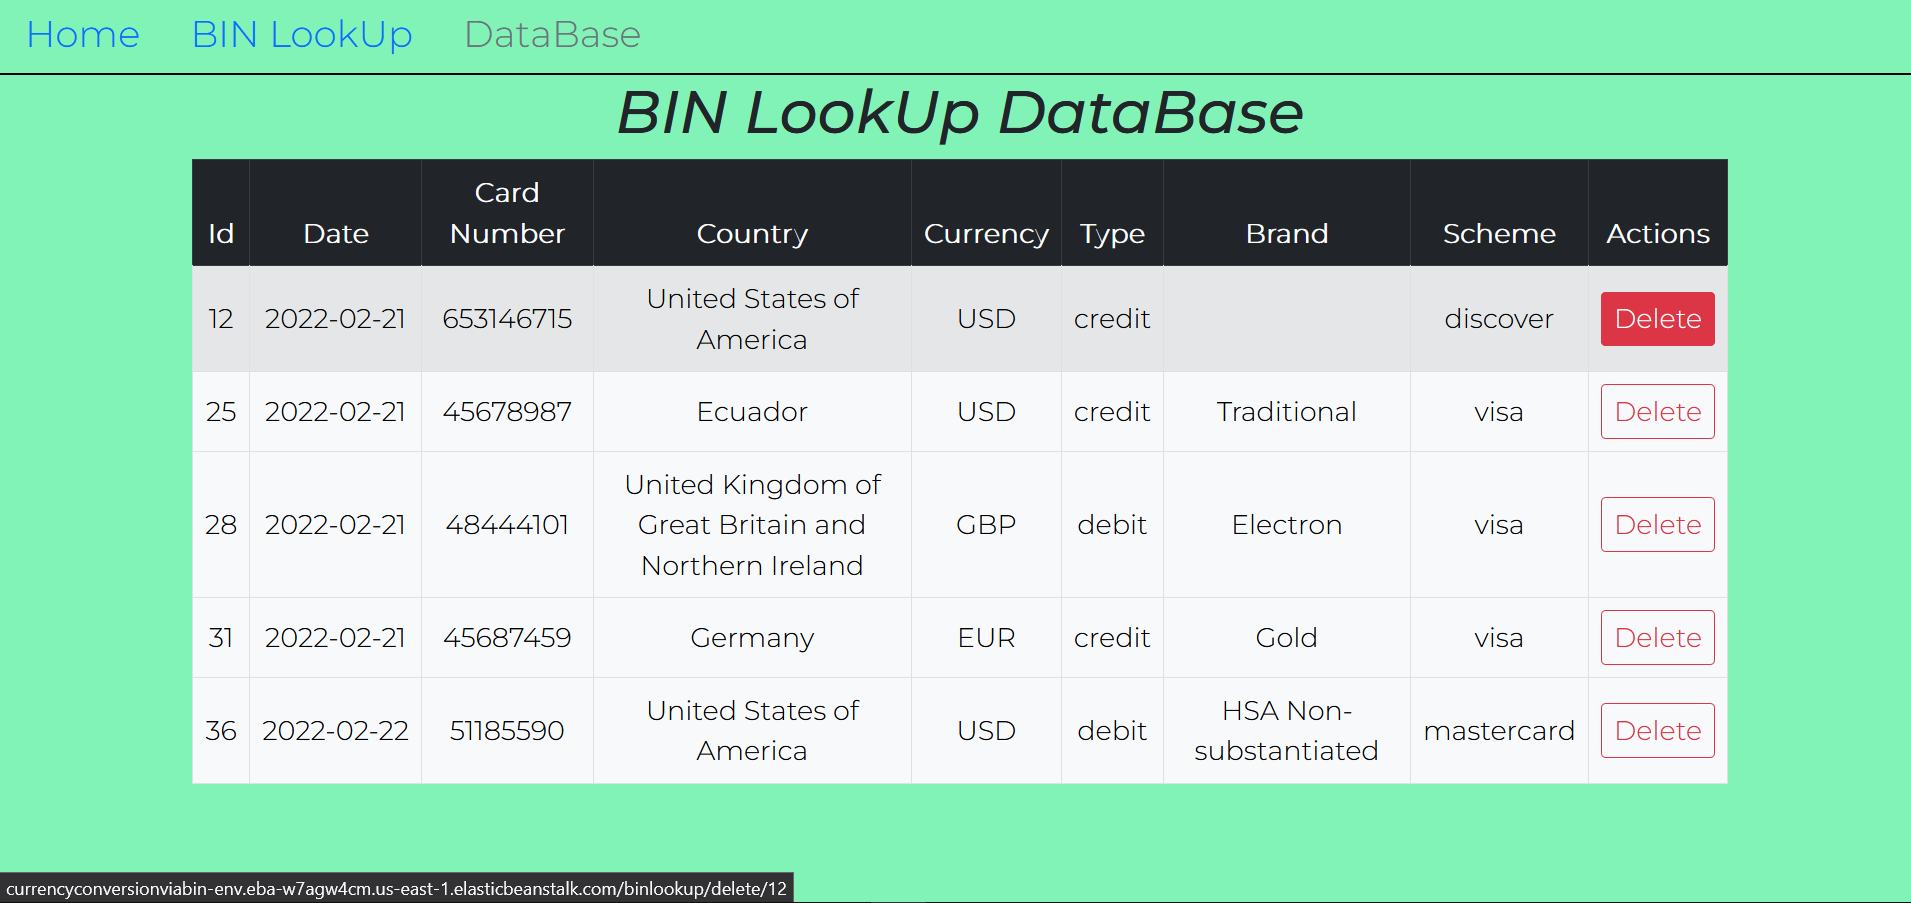 Home BIN LookUp DataBase
BIN LookUp DataBase
Id Date Card Number Country Currency Type Brand Scheme Actions
12 2022-02-21 653146715 United States of America USD credit discover Delete
25 2022-02-21 45678987 Ecuador USD credit Traditional visa Delete
28 2022-02-21 48444101 United Kingdom of Great Britain and Northern Ireland GBP debit Electron visa Delete
31 2022-02-21 45687459 Germany EUR credit Gold visa Delete
36 2022-02-22 51185590 United States of America USD debit HSA Non-substantiated mastercard Delete
currencyconversionviabin-env.eba-w7agw4cm.us-east-1.elasticbeanstalk.com/binlookup/delete/12